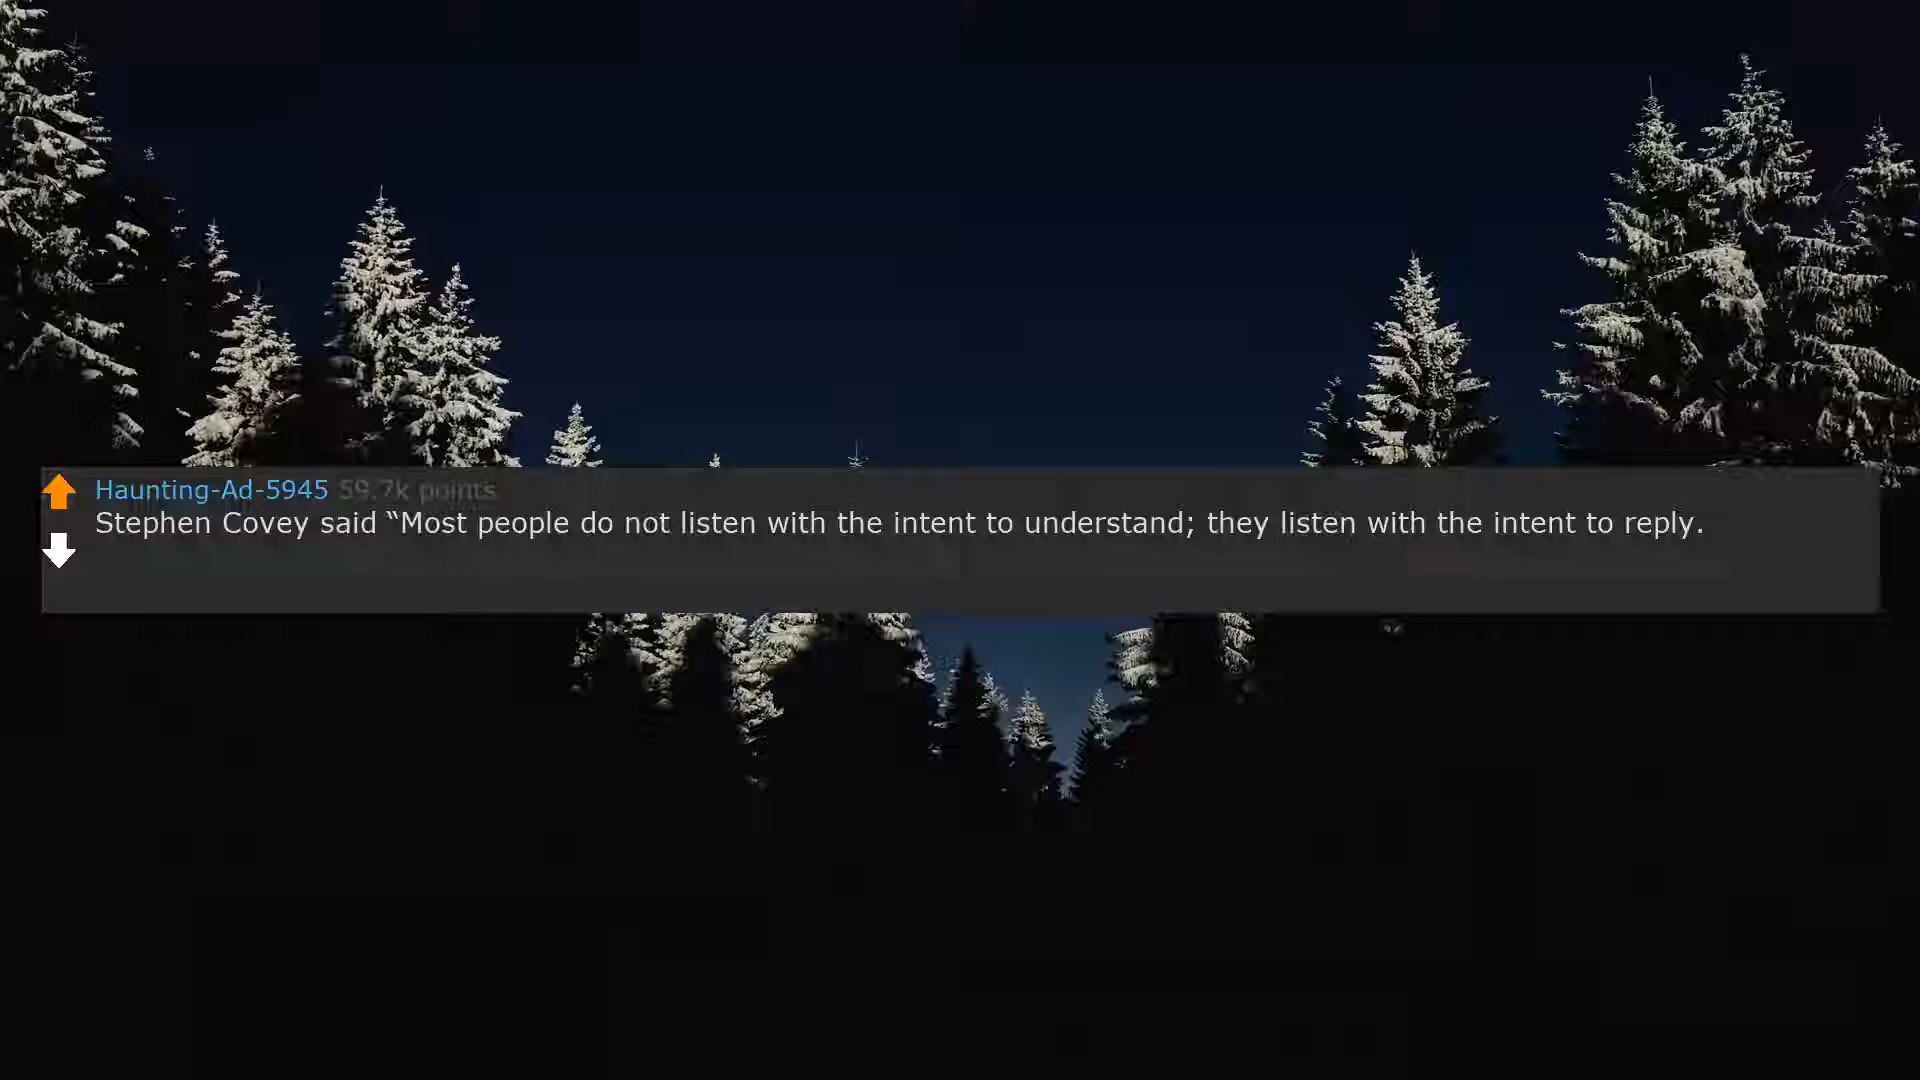 Haunting-Ad-5945 59.7k points
Stephen Covey said “Most people do not listen with the intent to understand; they listen with the intent to reply.